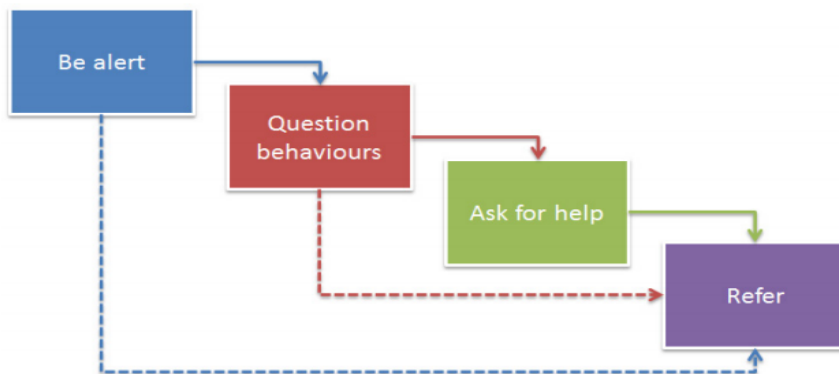 Be alert
Question
behaviours
Ask for help
Refer